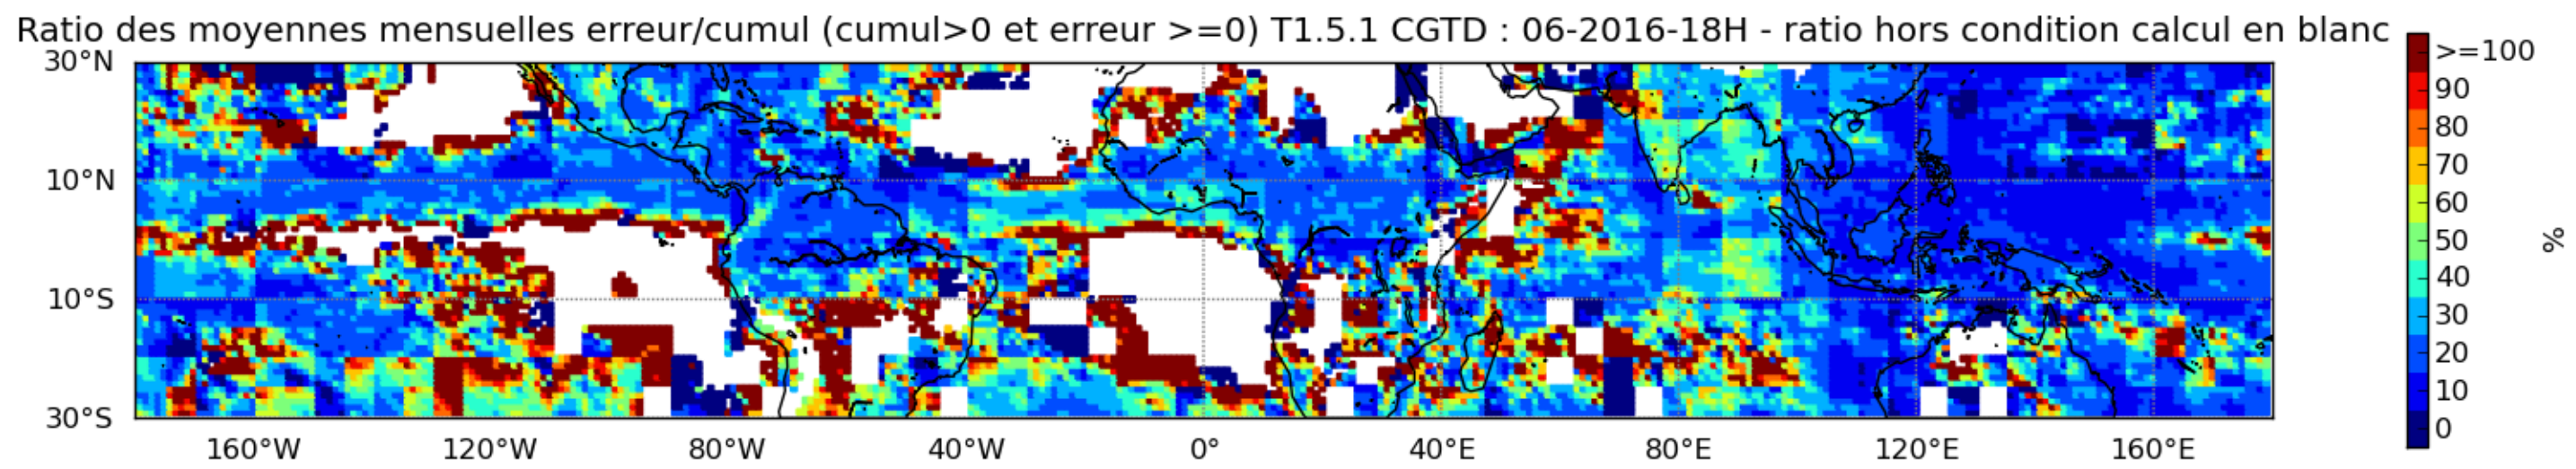 Ratio des moyennes mensuelles erreur/cumul (cumul>0 et erreur >=0) T1.5.1 CGTD : 06-2016-18H - ratio hors condition calcul en blanc
30°N
10°N
10°S
30°S
160°W 120°W 80°W 40°W 0° 40°E 80°E 120°E 160°E
>=100
90
80
70
60
50
40
30
20
10
0
%